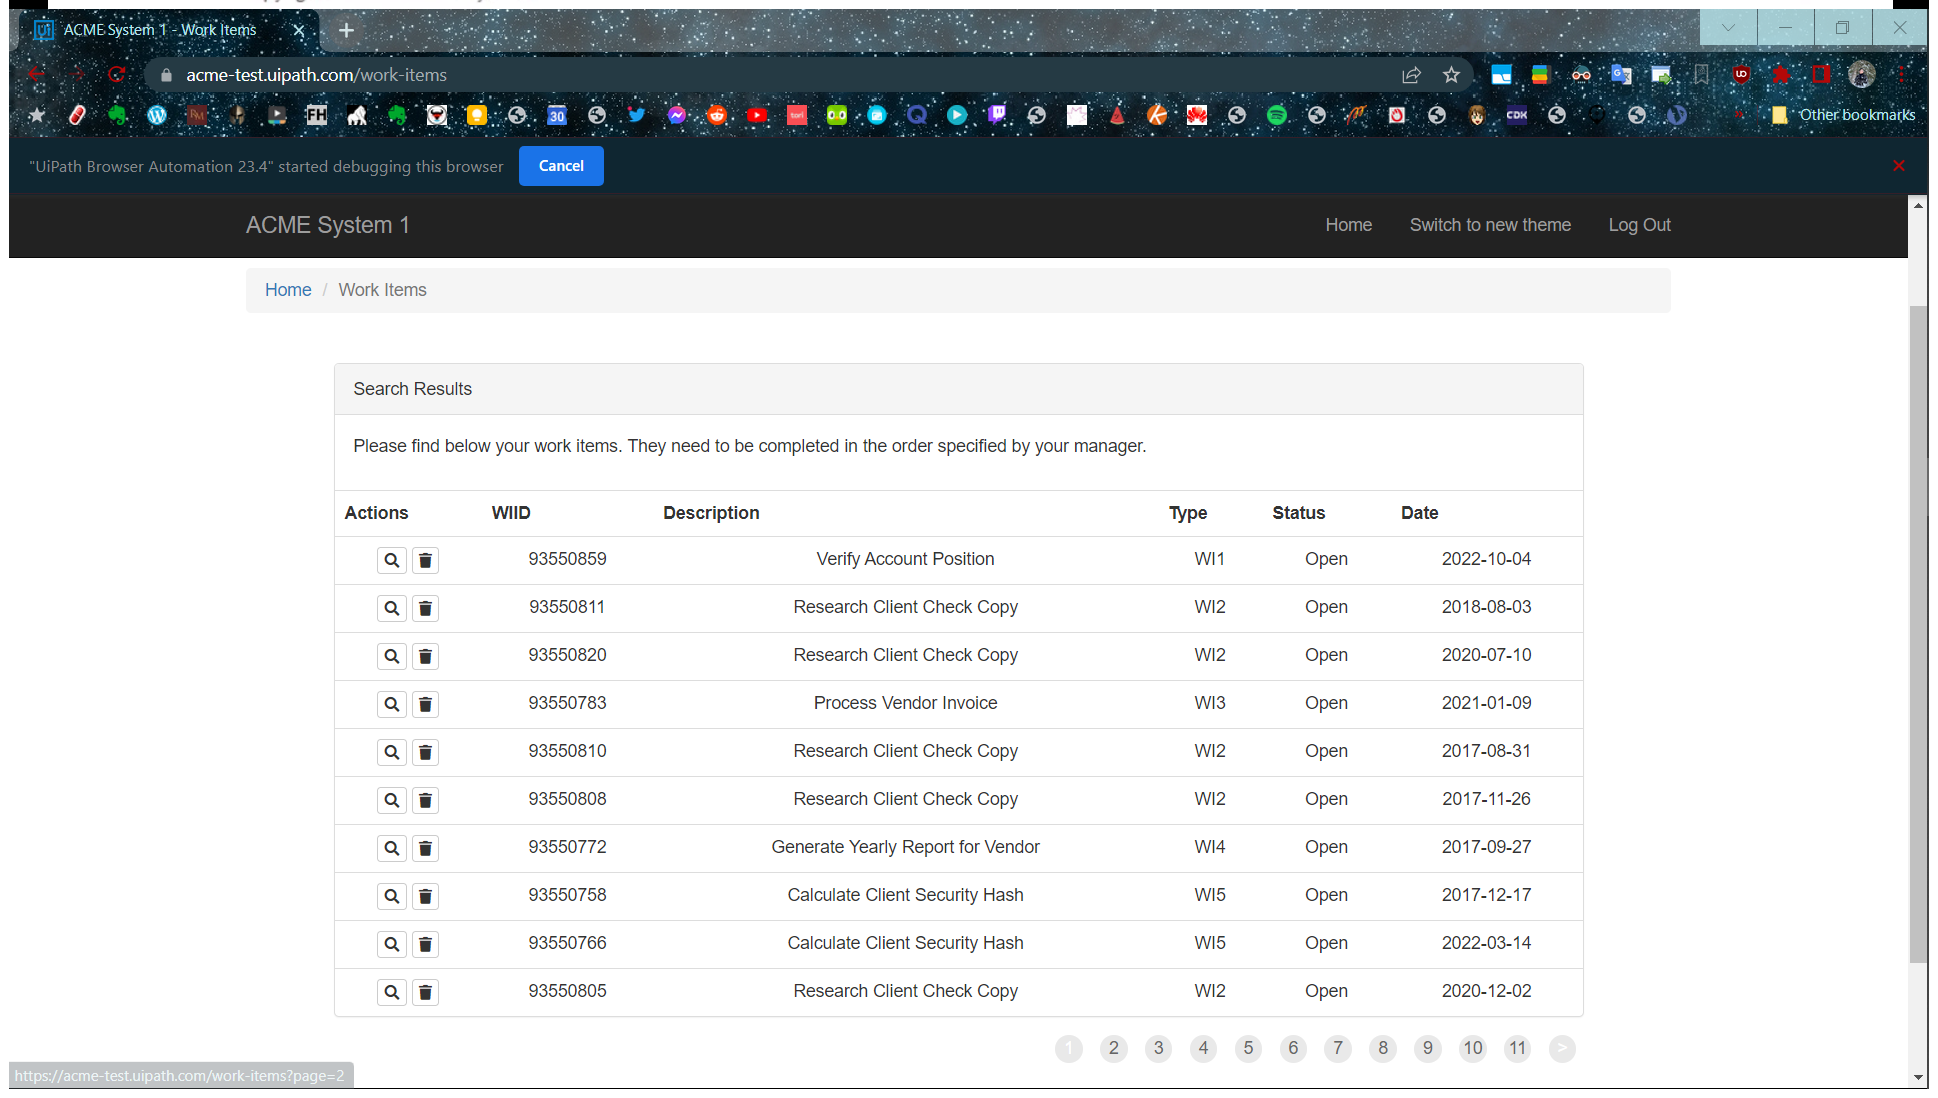 ACME System 1 - Work Items
acme-test.uipath.com/work-items
FH
30
tori
CDK
Other bookmarks
"UiPath Browser Automation 23.4" started debugging this browser
Cancel
ACME System 1
Home
Switch to new theme
Log Out
Home / Work Items
Search Results
Please find below your work items. They need to be completed in the order specified by your manager.
Actions WIID Description Type Status Date
93550859 Verify Account Position WI1 Open 2022-10-04
93550811 Research Client Check Copy WI2 Open 2018-08-03
93550820 Research Client Check Copy WI2 Open 2020-07-10
93550783 Process Vendor Invoice WI3 Open 2021-01-09
93550810 Research Client Check Copy WI2 Open 2017-08-31
93550808 Research Client Check Copy WI2 Open 2017-11-26
93550772 Generate Yearly Report for Vendor WI4 Open 2017-09-27
93550758 Calculate Client Security Hash WI5 Open 2017-12-17
93550766 Calculate Client Security Hash WI5 Open 2022-03-14
93550805 Research Client Check Copy WI2 Open 2020-12-02
1 2 3 4 5 6 7 8 9 10 11 >
https://acme-test.uipath.com/work-items?page=2